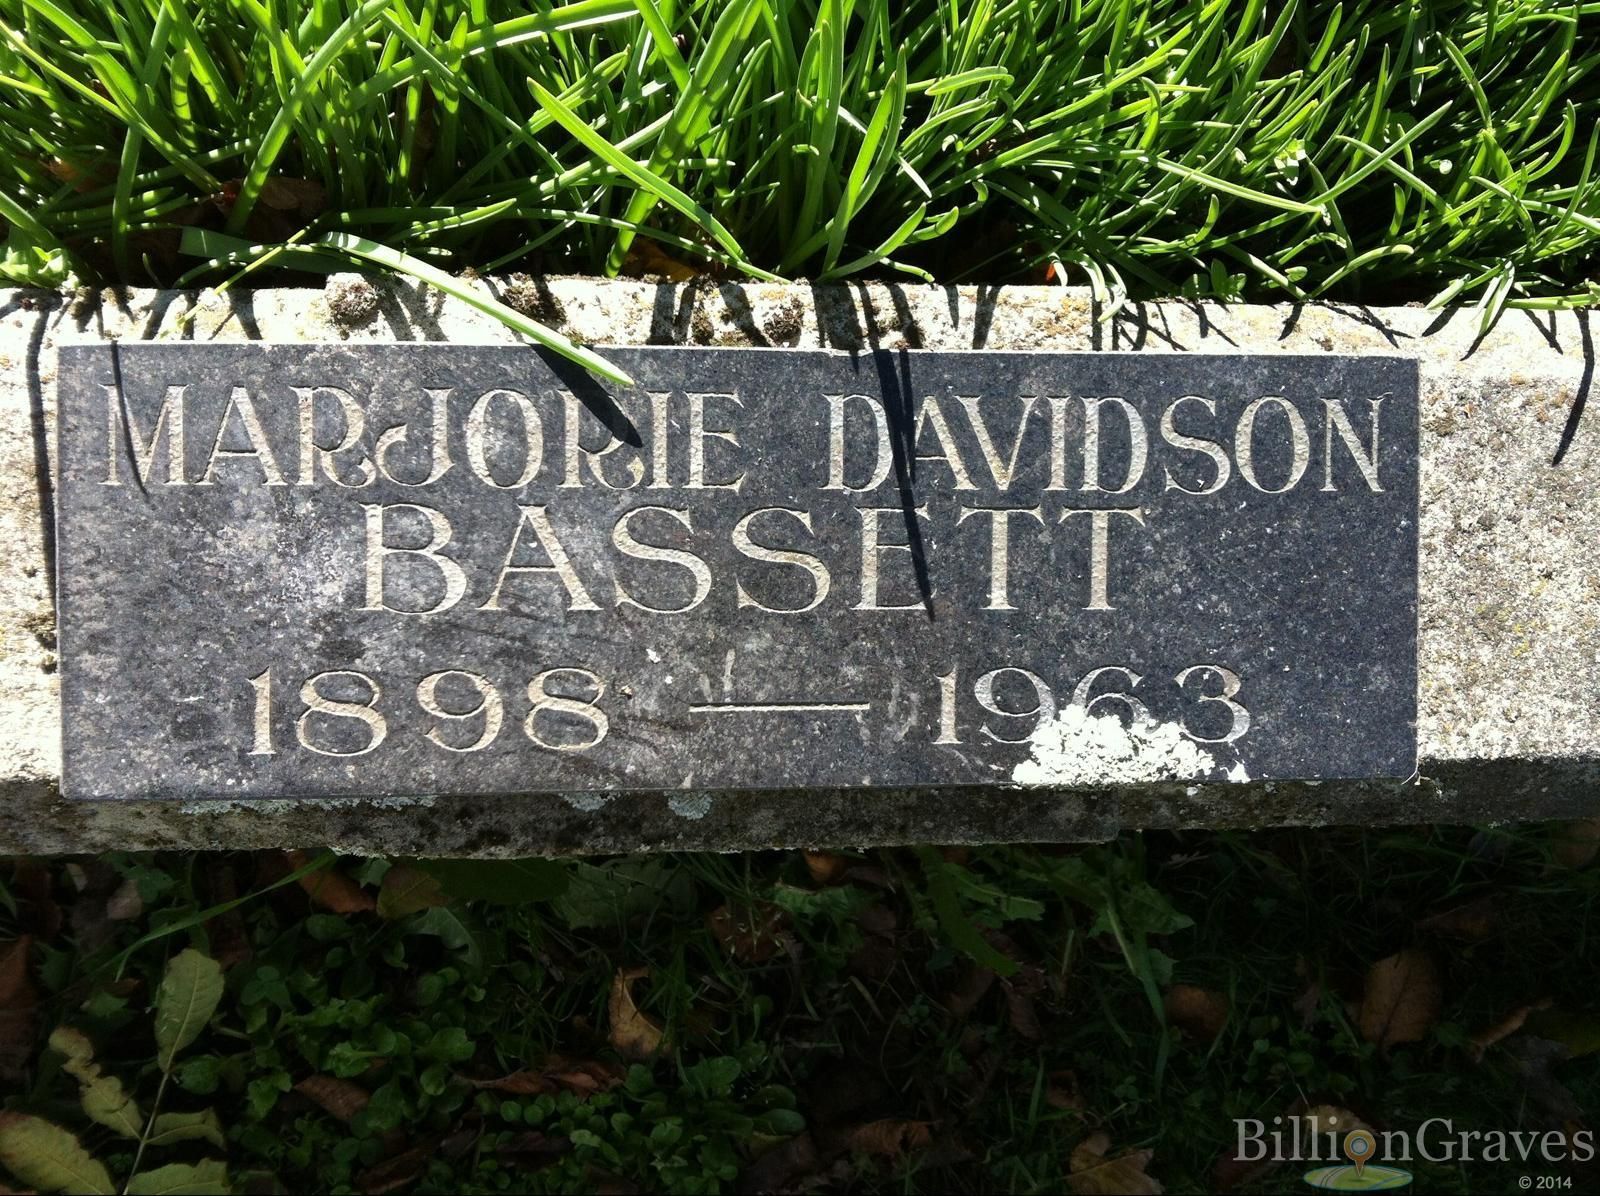 MARJORIE DAVIDSON
BASSETT
1898 — 1963
BillionGraves
© 2014